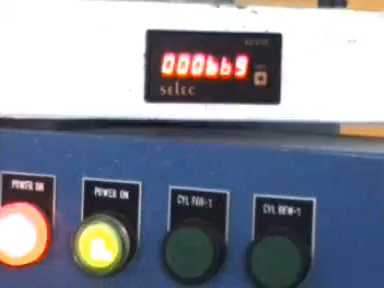 000669
selec
POWER ON
POWER ON
CYL FOR-1
CYL REW-1